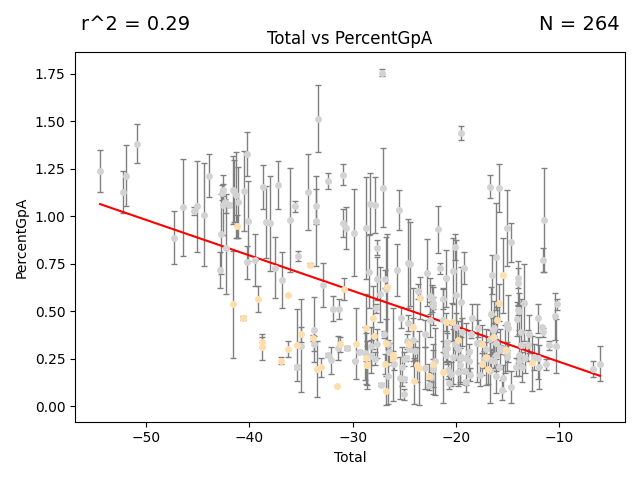 r^2 = 0.29
N = 264
Total vs PercentGpA
1.75
1.50
1.25
1.00
0.75
0.50
0.25
0.00
PercentGpA
−50
−40
−30
−20
−10
Total